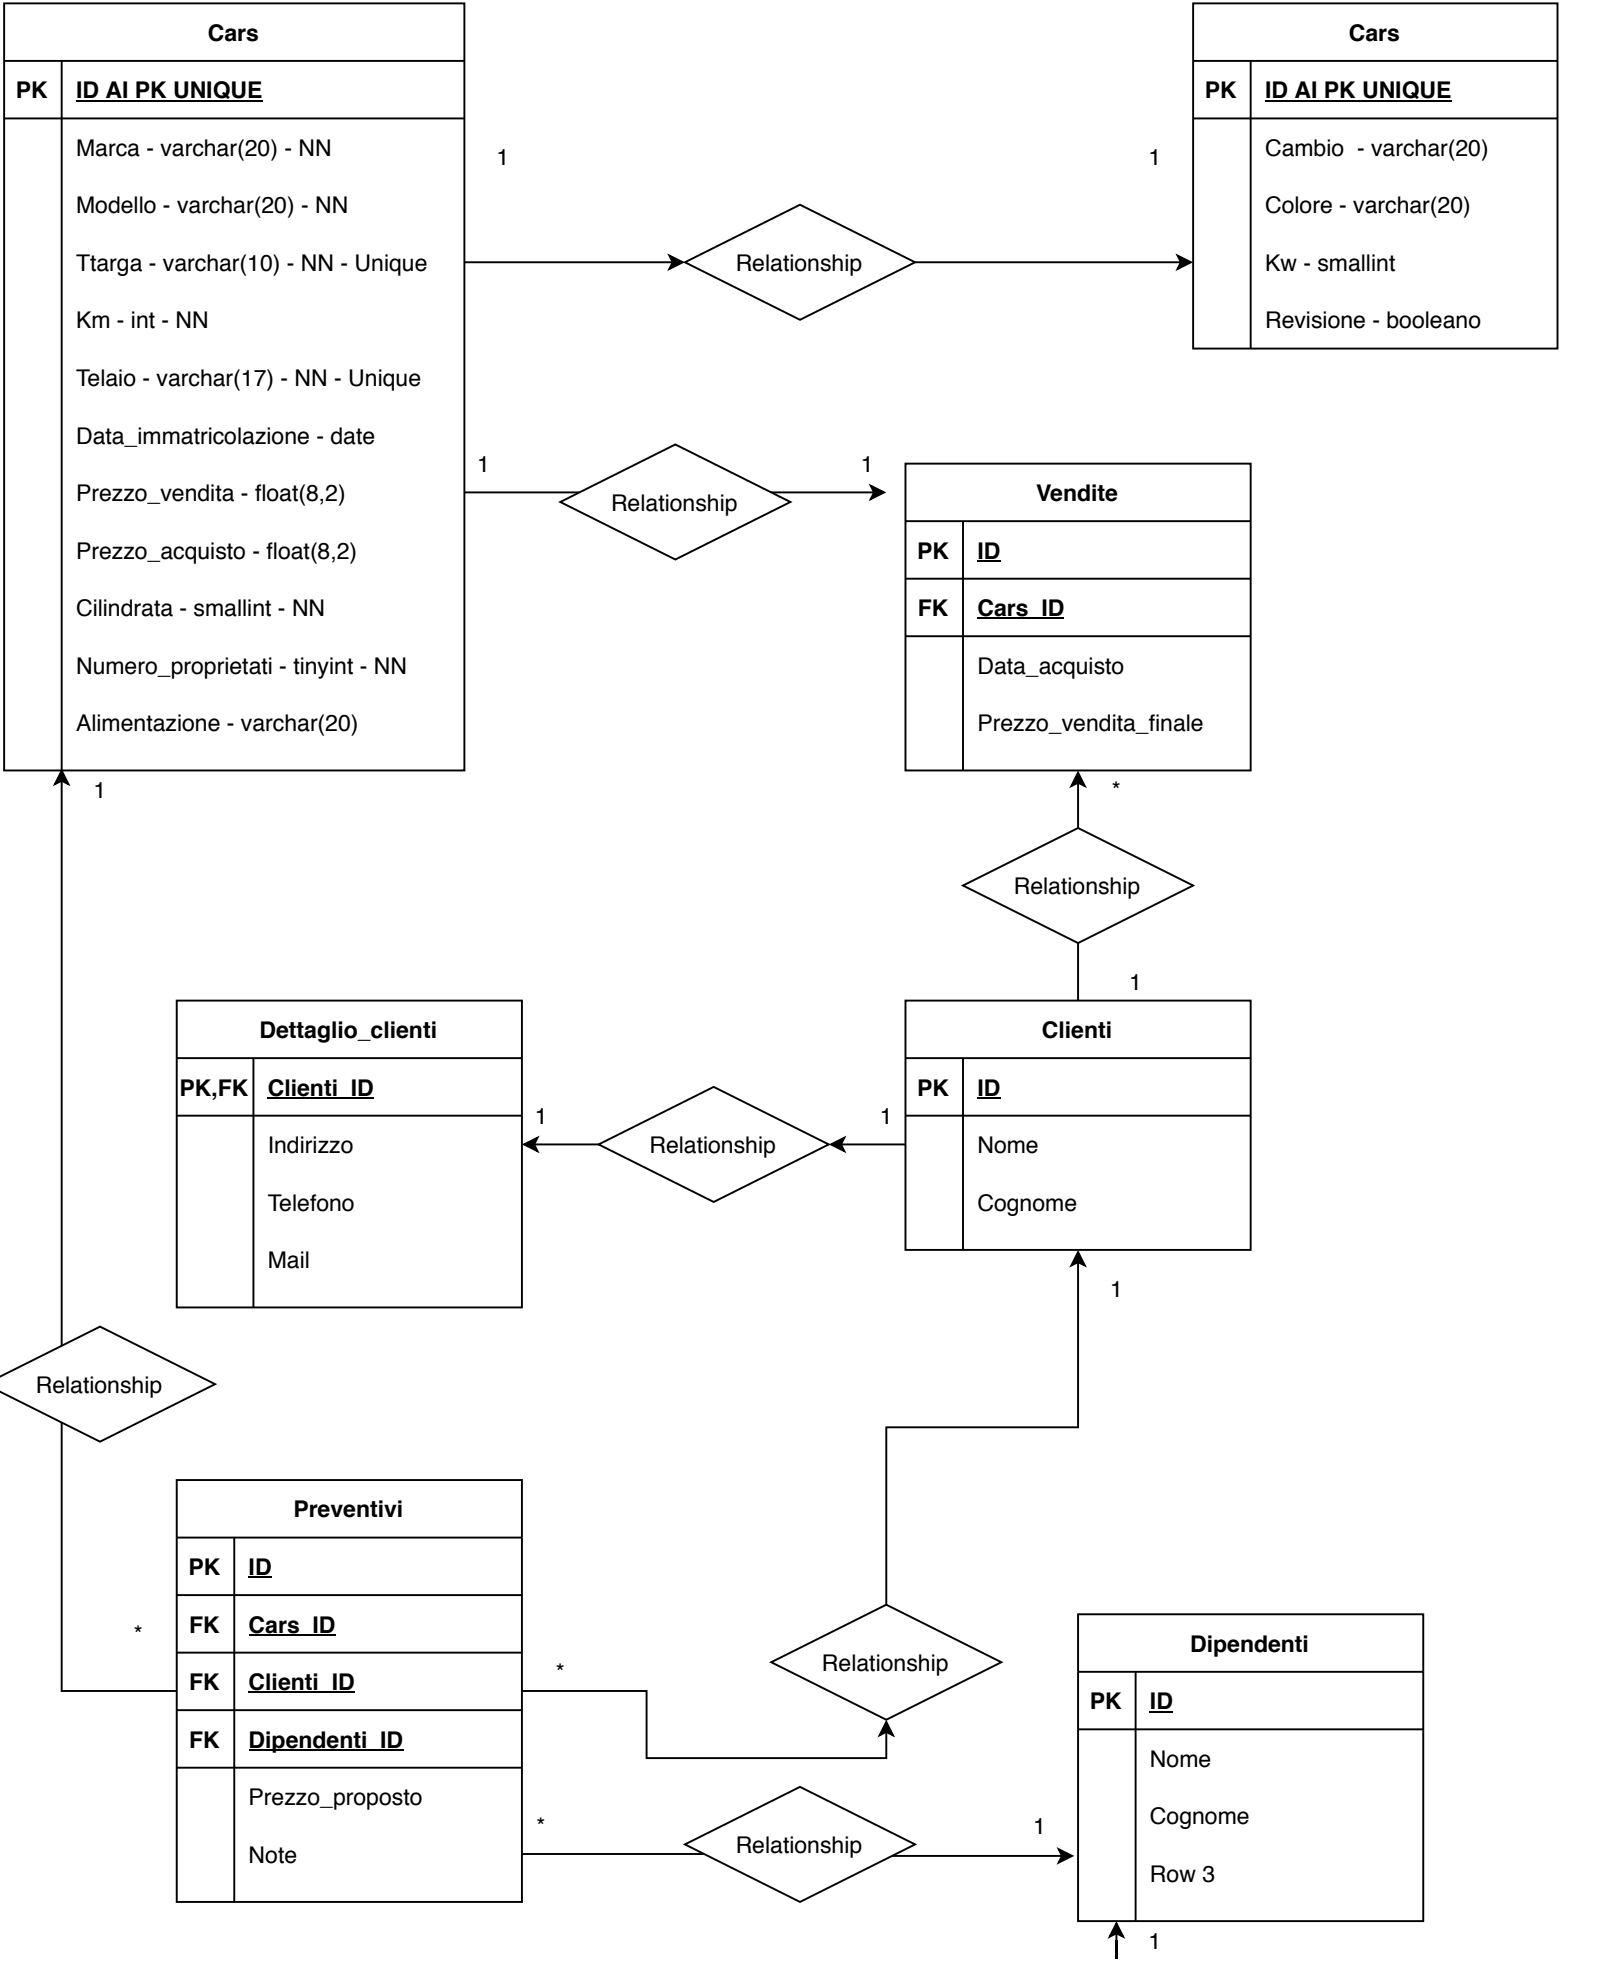 Cars
PK ID AI PK UNIQUE
Marca - varchar(20) - NN
Modello - varchar(20) - NN
Ttarga - varchar(10) - NN - Unique
Km - int - NN
Telaio - varchar(17) - NN - Unique
Data_immatricolazione - date
Prezzo_vendita - float(8,2)
Prezzo_acquisto - float(8,2)
Cilindrata - smallint - NN
Numero_proprietati - tinyint - NN
Alimentazione - varchar(20)
1
Relationship
1
Cars
PK ID AI PK UNIQUE
Cambio - varchar(20)
Colore - varchar(20)
Kw - smallint
Revisione - booleano
1
Relationship
1
Vendite
PK ID
FK Cars_ID
Data_acquisto
Prezzo_vendita_finale
*
Relationship
1
1
Dettaglio_clienti
PK,FK Clienti_ID
Indirizzo
Telefono
Mail
1
Relationship
1
Clienti
PK ID
Nome
Cognome
1
Relationship
*
Preventivi
PK ID
FK Cars_ID
FK Clienti_ID
FK Dipendenti_ID
Prezzo_proposto
Note
*
Relationship
*
Relationship
1
Dipendenti
PK ID
Nome
Cognome
Row 3
1